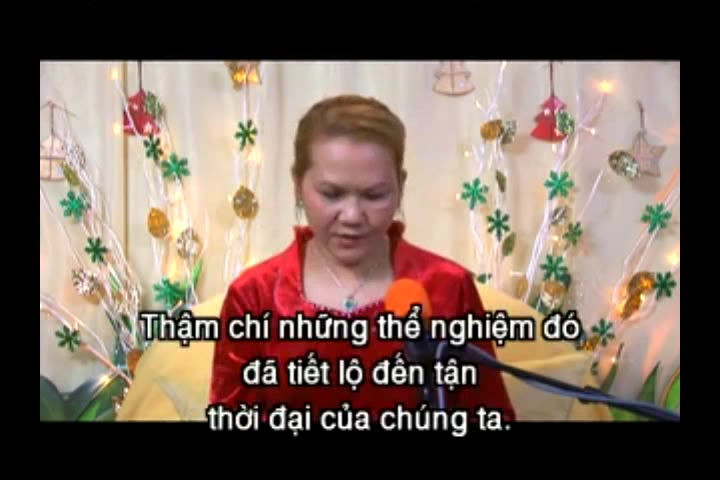 Thậm chí những thể nghiệm đó
đã tiết lộ đến tận
thời đại của chúng ta.